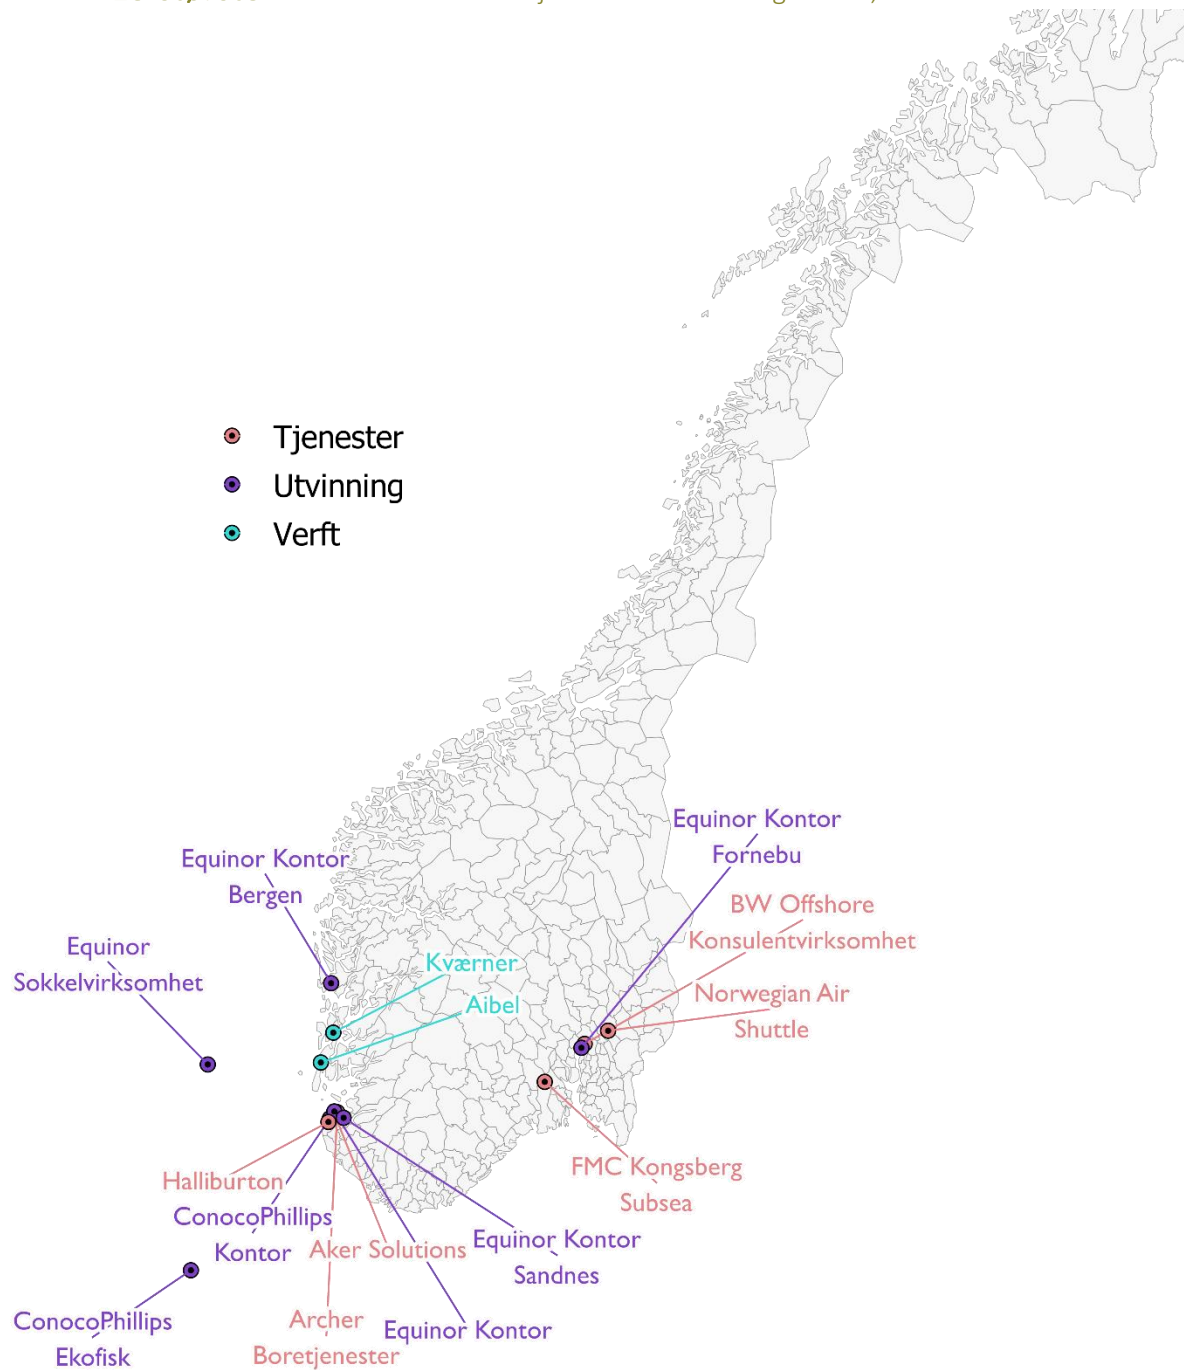 Tjenester
Utvinning
Verft
Equinor Kontor
Fornebu
Equinor Kontor
Bergen
BW Offshore
Konsulentvirksomhet
Equinor
Sokkelvirksomhet
Kværner
Aibel
Norwegian Air
Shuttle
FMC Kongsberg
Subsea
Halliburton
ConocoPhillips
Kontor
Aker Solutions
Equinor Kontor
Sandnes
ConocoPhillips
Ekofisk
Archer
Boretjenester
Equinor Kontor